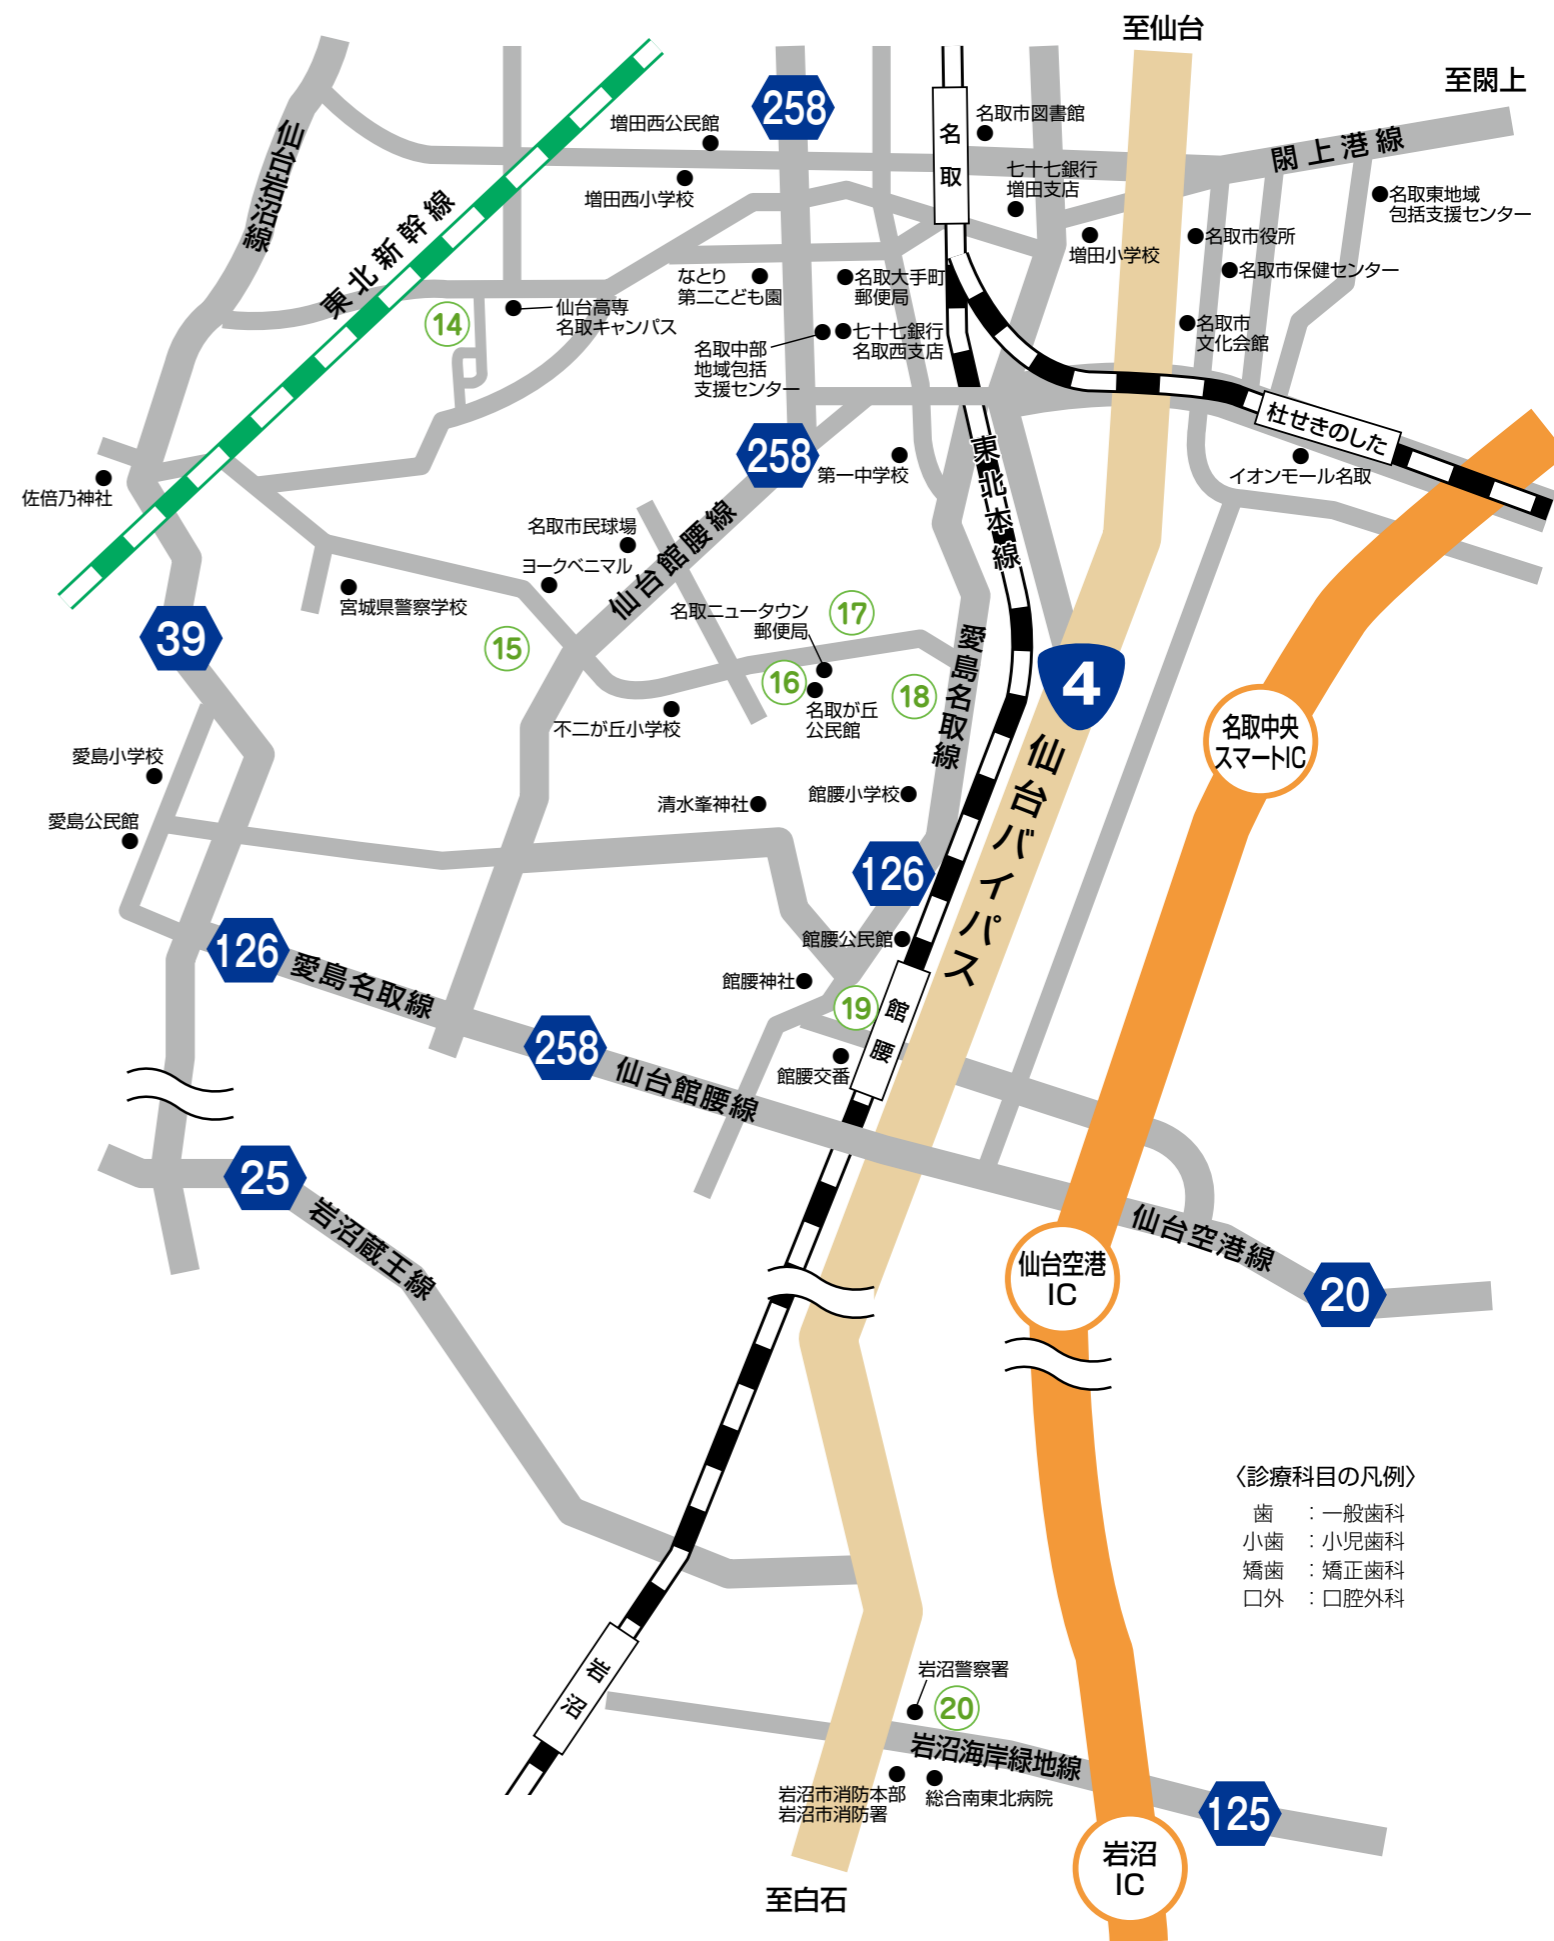 至仙台
至閖上
258
名取市図書館
増田西公民館
名取
閖上港線
仙台岩沼線
七十七銀行
増田支店
増田西小学校
名取東地域
包括支援センター
東北新幹線
増田小学校
名取市役所
名取市保健センター
なとり
第二こども園
名取大手町
郵便局
14
仙台高専
名取キャンパス
名取中部
地域包括
支援センター
七十七銀行
名取西支店
名取市
文化会館
杜せきのした
258
第一中学校
東北本線
イオンモール名取
佐倍乃神社
名取市民球場
仙台館腰線
ヨークベニマル
宮城県警察学校
39
15
名取ニュータウン
郵便局
17
愛島名取線
4
16
18
名取が丘
公民館
不二が丘小学校
名取中央
スマートIC
仙台バイパス
愛島小学校
清水峯神社
館腰小学校
愛島公民館
126
126
愛島名取線
館腰公民館
館腰神社
19
館腰
258
仙台館腰線
館腰交番
25
岩沼蔵王線
仙台空港線
仙台空港
IC
20
〈診療科目の凡例〉
歯 : 一般歯科
小歯 : 小児歯科
矯歯 : 矯正歯科
口外 : 口腔外科
岩沼
岩沼警察署
20
岩沼海岸緑地線
岩沼市消防本部
岩沼市消防署
総合南東北病院
125
岩沼
IC
至白石